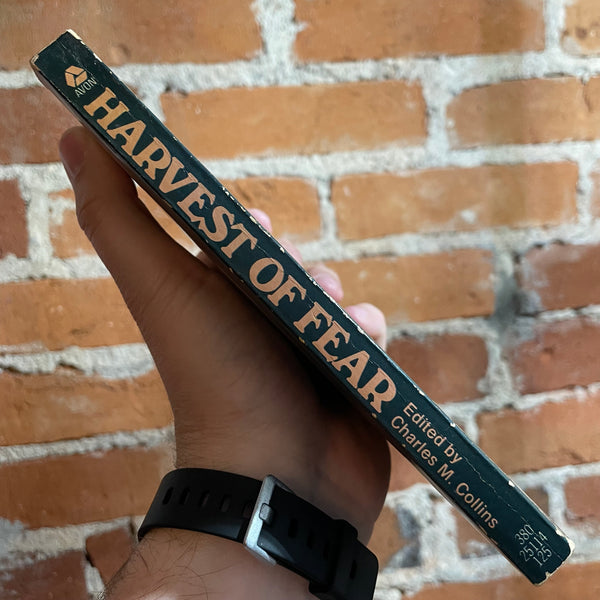 AVON
HARVEST OF FEAR
Edited by
Charles M. Collins
380
25114
125